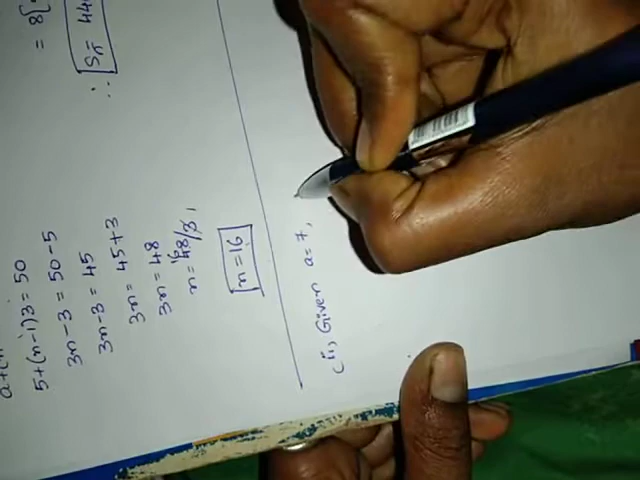 5+(n-1)3 = 50
3n-3 = 50-5
3n-3 = 45
3n = 45+3
3n = 48
n = 48/3
n=16
= 8[
∴ Sn = 44
(ii) Given a=7,